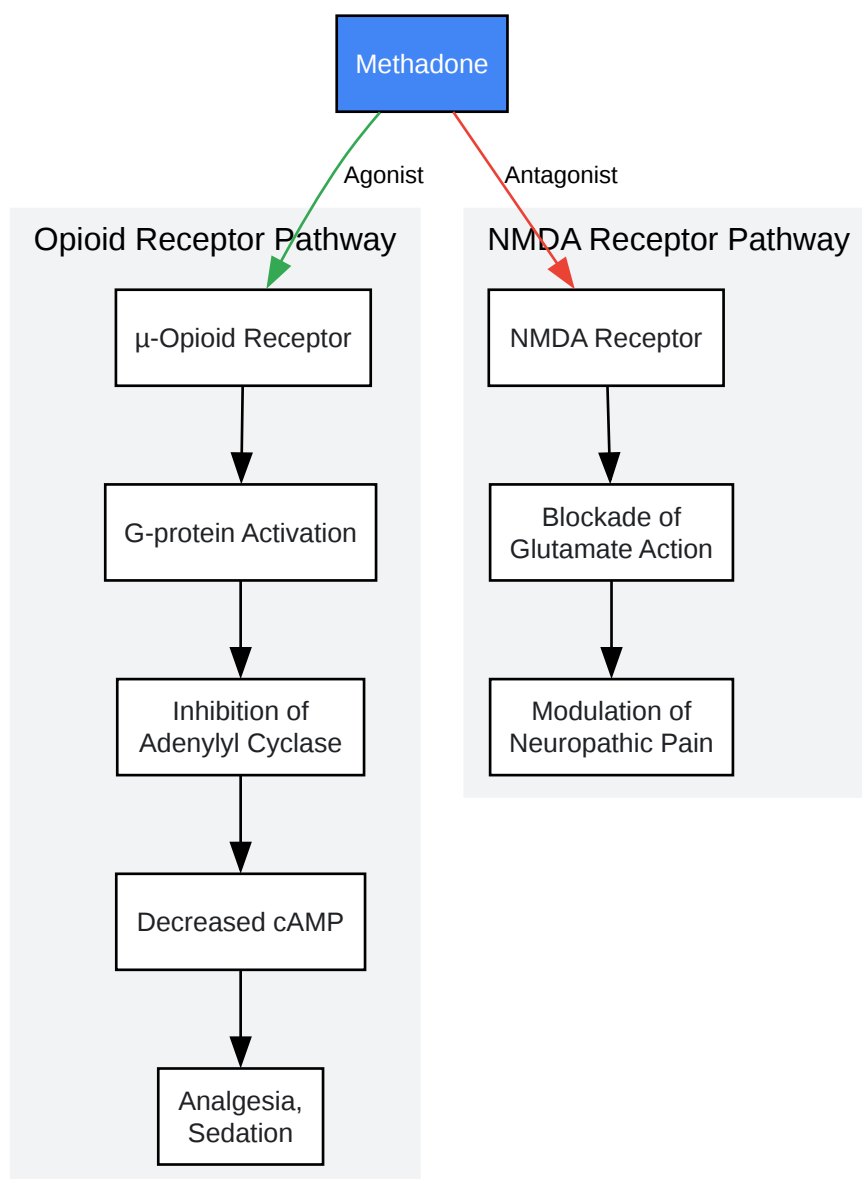 Methadone
Agonist
Antagonist
Opioid Receptor Pathway
µ-Opioid Receptor
G-protein Activation
Inhibition of
Adenylyl Cyclase
Decreased cAMP
Analgesia,
Sedation
NMDA Receptor Pathway
NMDA Receptor
Blockade of
Glutamate Action
Modulation of
Neuropathic Pain